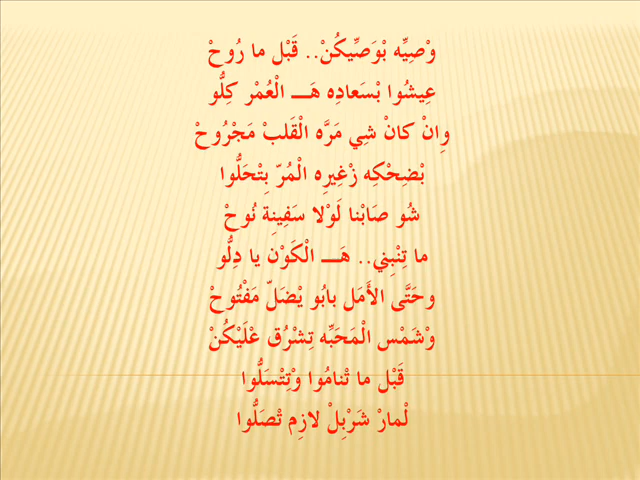 وْصِيِّه بْوَصِّيكُنْ.. قَبْل ما رُوحْ
عِيشُوا بْسَعادِه هَـــ الْعُمْر كِلُّو
وِانْ كانْ شِي مَرَّه الْقَلبْ مَجْرُوحْ
بْضِحْكِه زْغِيرِه الْمُرّ بِتْحَلُّوا
شُو صَابْنا لَوْلا سَفِينِة نُوحْ
ما تِنْبِني.. هَـــ الْكَوْن يا دِلُّو
وحَتَّى الأَمَل بابُو يْضَلّ مَفْتُوحْ
وْشَمْس الْمَحَبِّه تِشْرُق عْلَيْكُنْ
قَبْل ما تْنامُوا وْتِتْسَلُّوا
لْمارْ شَرْبِلْ لازِم تْصَلُّوا